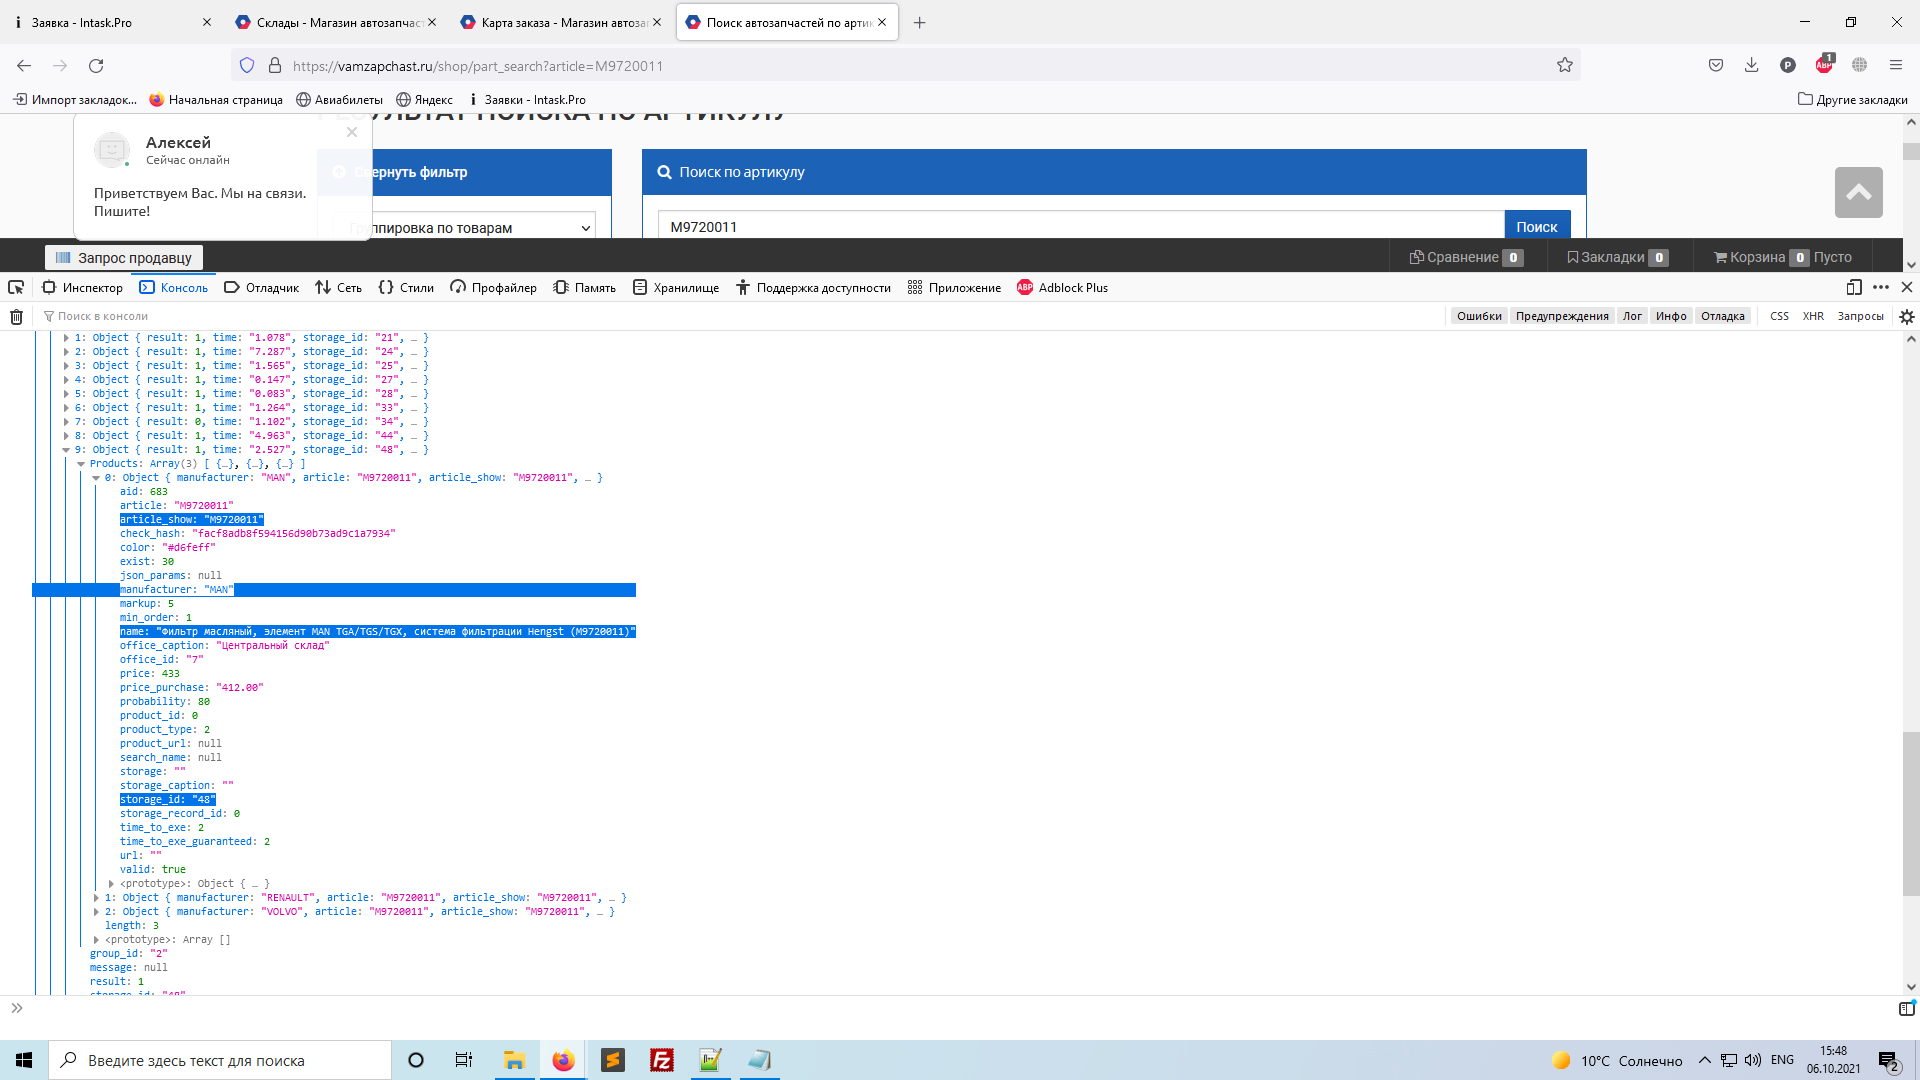 Заявка - Intask.Pro
Склады - Магазин автозапчаст
Карта заказа - Магазин автозап
Поиск автозапчастей по артик
https://vamzapchast.ru/shop/part_search?article=M9720011
1
Импорт закладок...
Начальная страница
Авиабилеты
Яндекс
Заявки - Intask.Pro
Другие закладки
РЕЗУЛЬТАТ ПОИСКА ПО АРТИКУЛУ
Алексей
Сейчас онлайн
Приветствуем Вас. Мы на связи.
Пишите!
Свернуть фильтр
Группировка по товарам
Поиск по артикулу
M9720011
Поиск
Запрос продавцу
Сравнение 0
Закладки 0
Корзина 0 Пусто
Инспектор
Консоль
Отладчик
Сеть
Стили
Профайлер
Память
Хранилище
Поддержка доступности
Приложение
Adblock Plus
Поиск в консоли
Ошибки
Предупреждения
Лог
Инфо
Отладка
CSS
XHR
Запросы
1: Object { result: 1, time: "1.078", storage_id: "21", … }
2: Object { result: 1, time: "7.287", storage_id: "24", … }
3: Object { result: 1, time: "1.565", storage_id: "25", … }
4: Object { result: 1, time: "0.147", storage_id: "27", … }
5: Object { result: 1, time: "0.083", storage_id: "28", … }
6: Object { result: 1, time: "1.264", storage_id: "33", … }
7: Object { result: 0, time: "1.102", storage_id: "34", … }
8: Object { result: 1, time: "4.963", storage_id: "44", … }
9: Object { result: 1, time: "2.527", storage_id: "48", … }
Products: Array(3) [ {…}, {…}, {…} ]
0: Object { manufacturer: "MAN", article: "M9720011", article_show: "M9720011", … }
aid: 683
article: "M9720011"
article_show: "M9720011"
check_hash: "facf8adb8f594156d90b73ad9c1a7934"
color: "#d6feff"
exist: 30
json_params: null
manufacturer: "MAN"
markup: 5
min_order: 1
name: "Фильтр масляный, элемент MAN TGA/TGS/TGX, система фильтрации Hengst (M9720011)"
office_caption: "Центральный склад"
office_id: "7"
price: 433
price_purchase: "412.00"
probability: 80
product_id: 0
product_type: 2
product_url: null
search_name: null
storage: ""
storage_caption: ""
storage_id: "48"
storage_record_id: 0
time_to_exe: 2
time_to_exe_guaranteed: 2
url: ""
valid: true
<prototype>: Object { … }
1: Object { manufacturer: "RENAULT", article: "M9720011", article_show: "M9720011", … }
2: Object { manufacturer: "VOLVO", article: "M9720011", article_show: "M9720011", … }
length: 3
<prototype>: Array []
group_id: "2"
message: null
result: 1
storage_id: "48"
Введите здесь текст для поиска
10°C Солнечно
ENG
15:48
06.10.2021
2